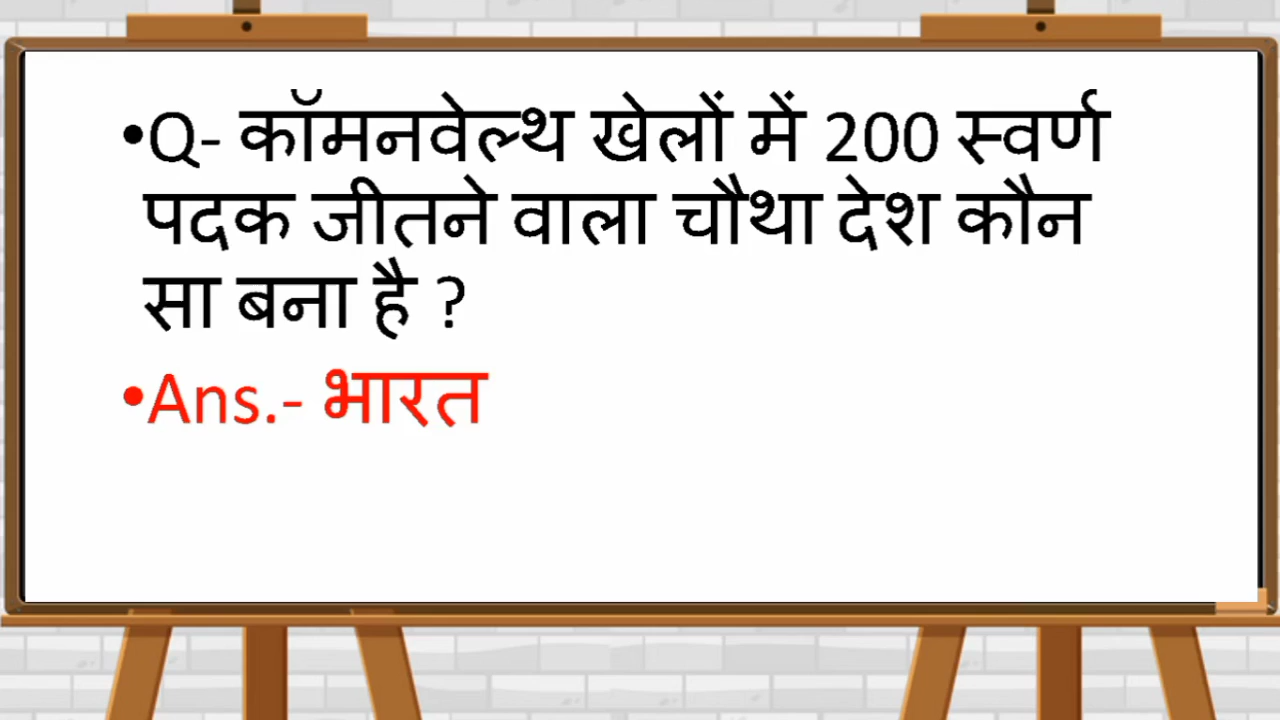 •Q- कॉमनवेल्थ खेलों में 200 स्वर्ण
पदक जीतने वाला चौथा देश कौन
सा बना है ?
•Ans.- भारत